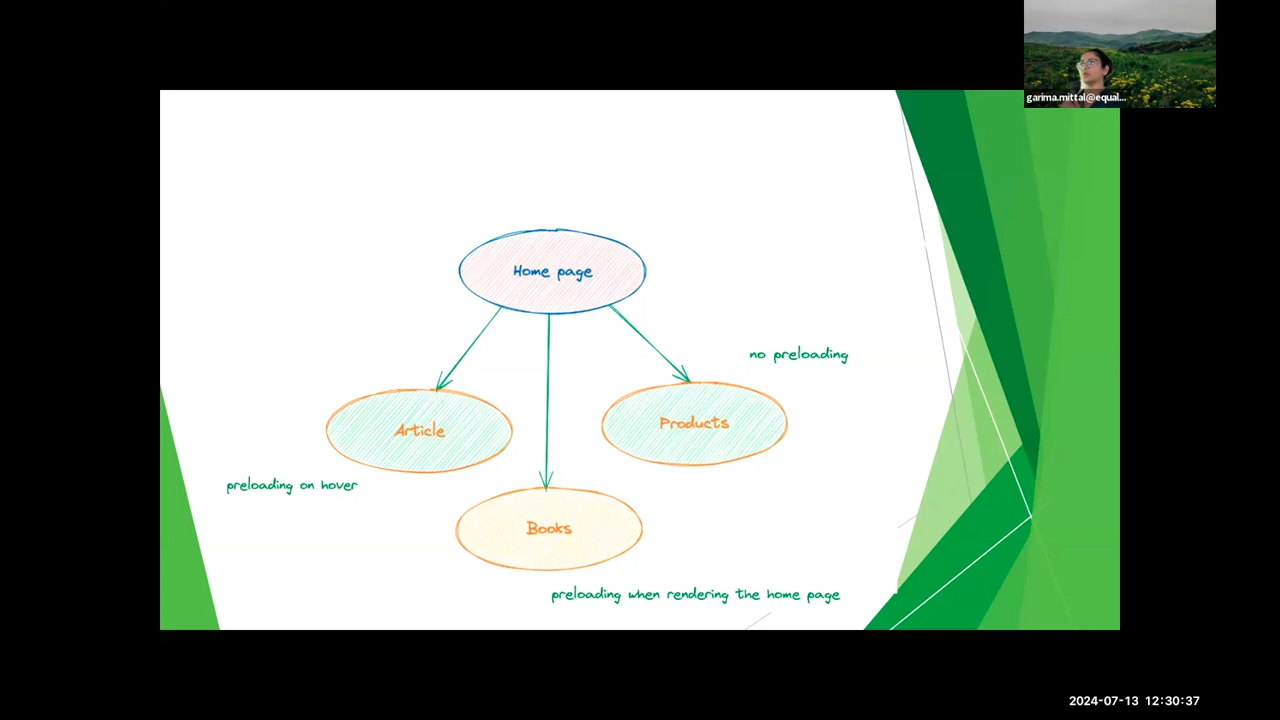 garima.mittal@equal...
Home page
no preloading
Article
Products
preloading on hover
Books
preloading when rendering the home page
2024-07-13 12:30:37